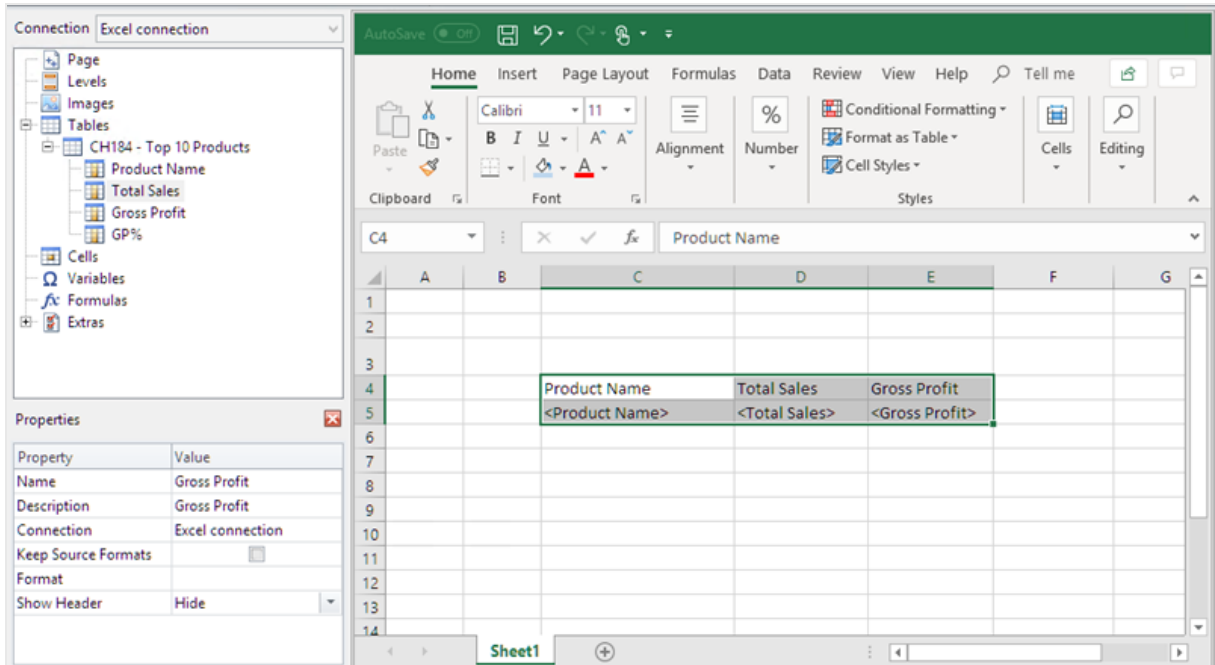 Connection Excel connection
Page
Levels
Images
Tables
CH184 - Top 10 Products
Product Name
Total Sales
Gross Profit
GP%
Cells
Ω Variables
fx Formulas
Extras
Properties
Property Value
Name Gross Profit
Description Gross Profit
Connection Excel connection
Keep Source Formats
Format
Show Header Hide
AutoSave Off
Home Insert Page Layout Formulas Data Review View Help Tell me
Paste
Clipboard
Calibri 11
B I U A A
A
Font
Alignment
%
Number
Conditional Formatting
Format as Table
Cell Styles
Styles
Cells
Editing
C4 fx Product Name
A B C D E F G
1
2
3
4 Product Name Total Sales Gross Profit
5 <Product Name> <Total Sales> <Gross Profit>
6
7
8
9
10
11
12
13
14
Sheet1